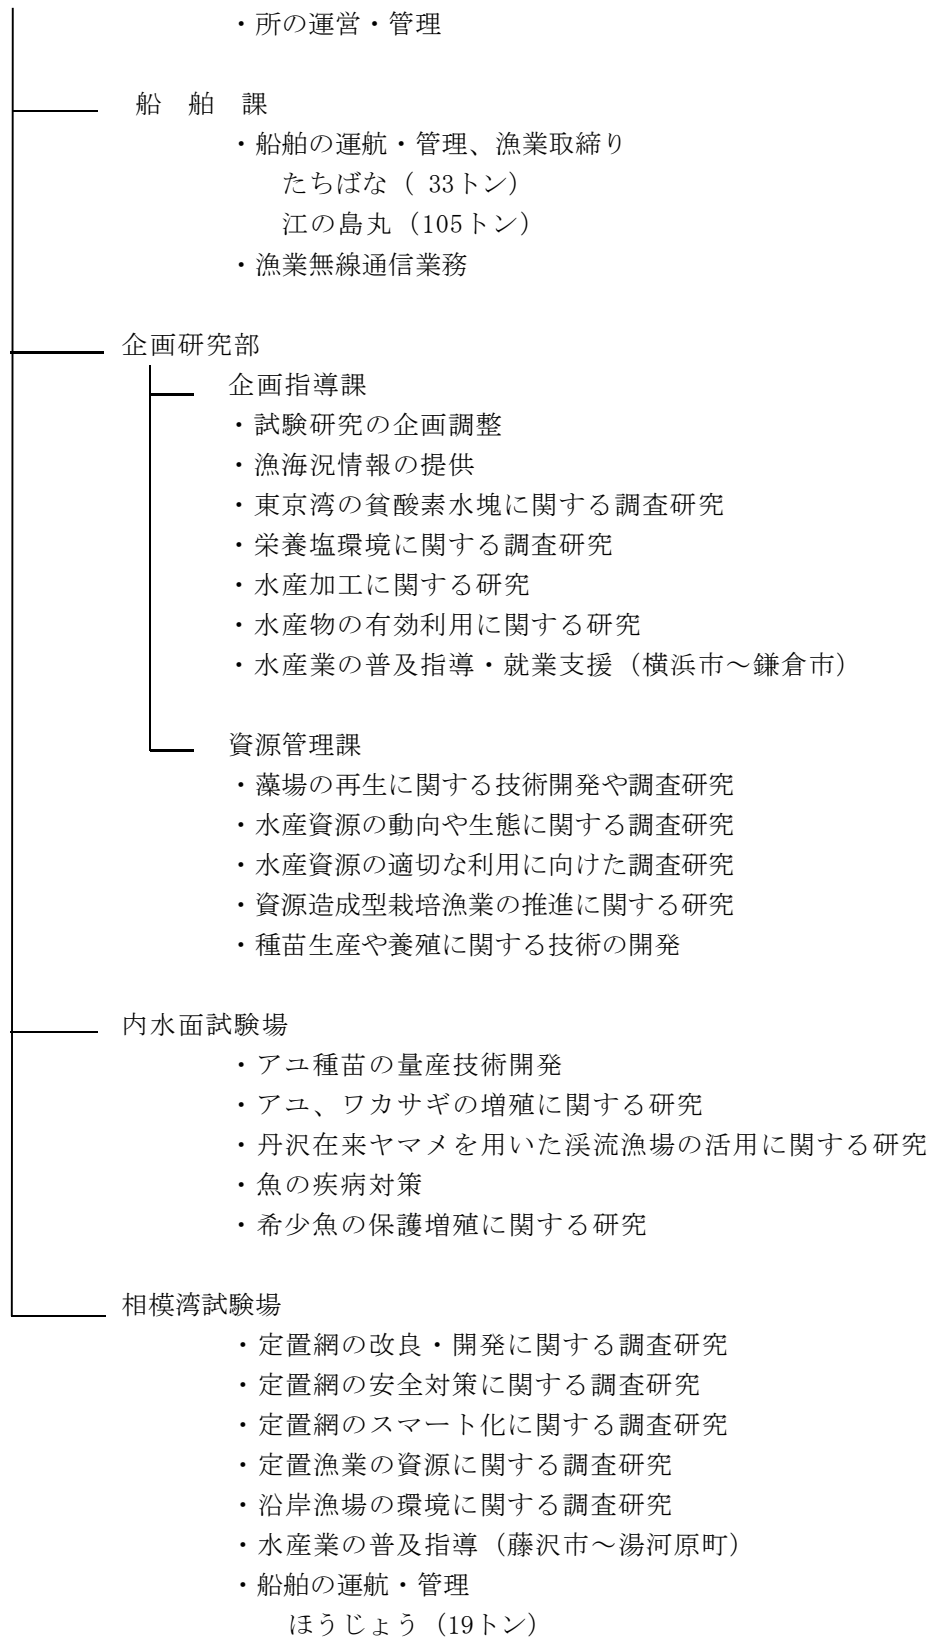 ・所の運営・管理
船　舶　課
・船舶の運航・管理、漁業取締り
たちばな（ 33トン）
江の島丸（105トン）
・漁業無線通信業務
企画研究部
企画指導課
・試験研究の企画調整
・漁海況情報の提供
・東京湾の貧酸素水塊に関する調査研究
・栄養塩環境に関する調査研究
・水産加工に関する研究
・水産物の有効利用に関する研究
・水産業の普及指導・就業支援（横浜市～鎌倉市）
資源管理課
・藻場の再生に関する技術開発や調査研究
・水産資源の動向や生態に関する調査研究
・水産資源の適切な利用に向けた調査研究
・資源造成型栽培漁業の推進に関する研究
・種苗生産や養殖に関する技術の開発
内水面試験場
・アユ種苗の量産技術開発
・アユ、ワカサギの増殖に関する研究
・丹沢在来ヤマメを用いた渓流漁場の活用に関する研究
・魚の疾病対策
・希少魚の保護増殖に関する研究
相模湾試験場
・定置網の改良・開発に関する調査研究
・定置網の安全対策に関する調査研究
・定置網のスマート化に関する調査研究
・定置漁業の資源に関する調査研究
・沿岸漁場の環境に関する調査研究
・水産業の普及指導（藤沢市～湯河原町）
・船舶の運航・管理
ほうじょう（19トン）